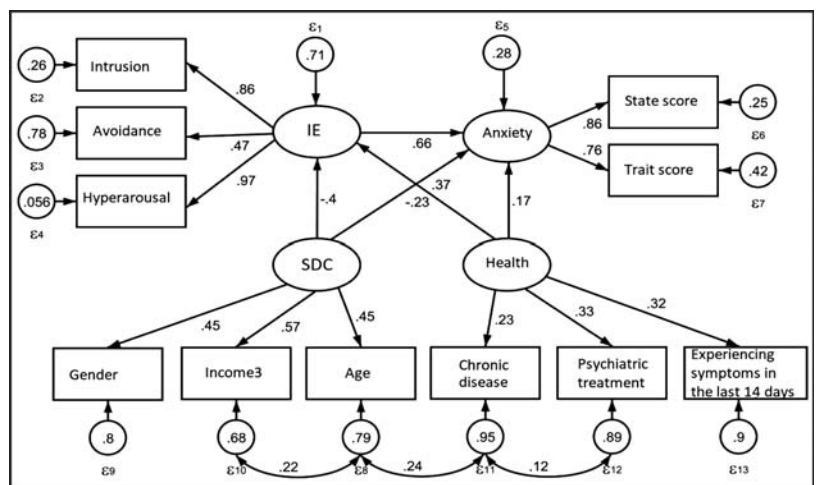 ε1
.71
ε5
.28
.26
ε2
Intrusion
.86
IE
.66
Anxiety
.86
State score
.25
ε6
.78
ε3
Avoidance
.47
.76
Trait score
.42
ε7
.056
ε4
Hyperarousal
.97
-.4
-.23
.37
.17
SDC
Health
.45
.57
.45
.23
.33
.32
Gender
Income3
Age
Chronic
disease
Psychiatric
treatment
Experiencing
symptoms in
the last 14 days
.8
ε9
.68
ε10
.22
.79
ε8
.24
.95
ε11
.12
.89
ε12
.9
ε13